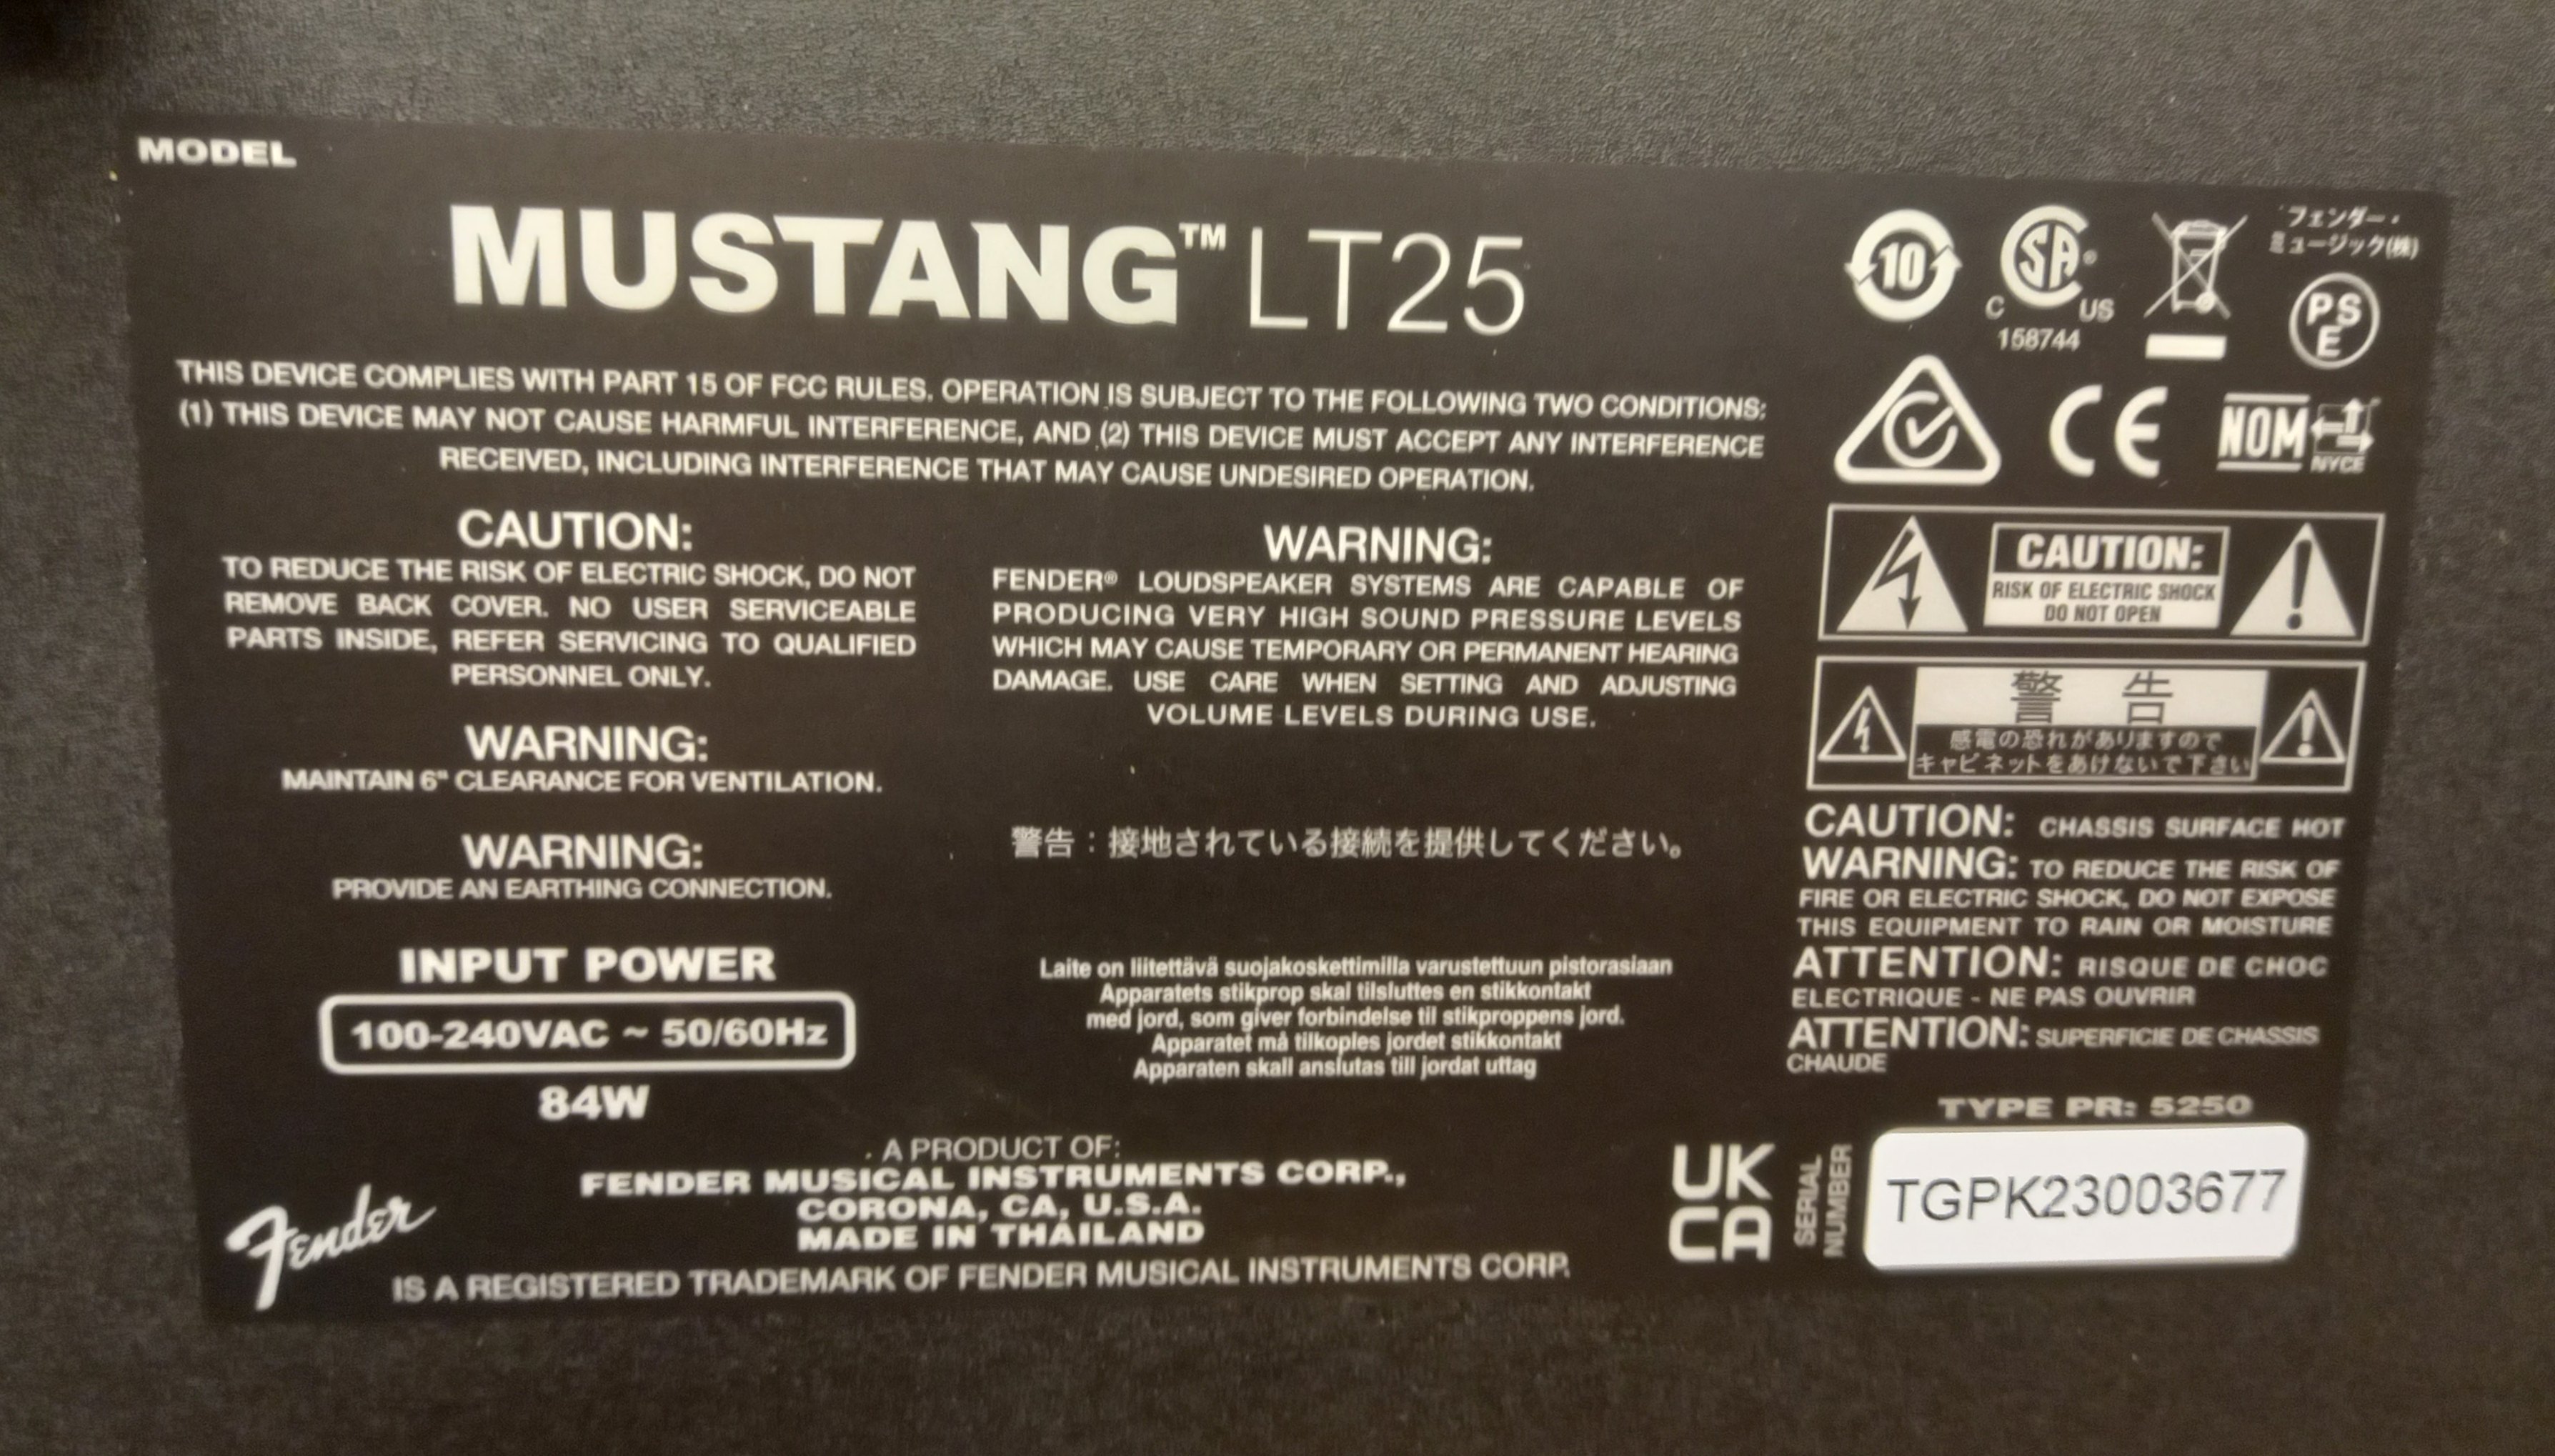 MODEL
MUSTANG™ LT25
THIS DEVICE COMPLIES WITH PART 15 OF FCC RULES. OPERATION IS SUBJECT TO THE FOLLOWING TWO CONDITIONS:
(1) THIS DEVICE MAY NOT CAUSE HARMFUL INTERFERENCE, AND (2) THIS DEVICE MUST ACCEPT ANY INTERFERENCE
RECEIVED, INCLUDING INTERFERENCE THAT MAY CAUSE UNDESIRED OPERATION.
CAUTION:
TO REDUCE THE RISK OF ELECTRIC SHOCK, DO NOT
REMOVE BACK COVER. NO USER SERVICEABLE
PARTS INSIDE, REFER SERVICING TO QUALIFIED
PERSONNEL ONLY.
WARNING:
MAINTAIN 6" CLEARANCE FOR VENTILATION.
WARNING:
PROVIDE AN EARTHING CONNECTION.
INPUT POWER
100-240VAC ~ 50/60Hz
84W
WARNING:
FENDER® LOUDSPEAKER SYSTEMS ARE CAPABLE OF
PRODUCING VERY HIGH SOUND PRESSURE LEVELS
WHICH MAY CAUSE TEMPORARY OR PERMANENT HEARING
DAMAGE. USE CARE WHEN SETTING AND ADJUSTING
VOLUME LEVELS DURING USE.
警告：接地されている接続を提供してください。
Laite on liitettävä suojakoskettimilla varustettuun pistorasiaan
Apparatets stikprop skal tilsluttes en stikkontakt
med jord, som giver forbindelse til stikproppens jord.
Apparatet må tilkoples jordet stikkontakt
Apparaten skall anslutas till jordat uttag
A PRODUCT OF:
FENDER MUSICAL INSTRUMENTS CORP.,
CORONA, CA, U.S.A.
MADE IN THAILAND
Fender IS A REGISTERED TRADEMARK OF FENDER MUSICAL INSTRUMENTS CORP.
10
SA®
C US
158744
フェンダー・
ミュージック(株)
PS
E
CE
NOM
NYCE
CAUTION:
RISK OF ELECTRIC SHOCK
DO NOT OPEN
警 告
感電の恐れがありますので
キャビネットをあけないで下さい
CAUTION: CHASSIS SURFACE HOT
WARNING: TO REDUCE THE RISK OF
FIRE OR ELECTRIC SHOCK, DO NOT EXPOSE
THIS EQUIPMENT TO RAIN OR MOISTURE
ATTENTION: RISQUE DE CHOC
ELECTRIQUE - NE PAS OUVRIR
ATTENTION: SUPERFICIE DE CHASSIS
CHAUDE
TYPE PR: 5250
UK
CA
SERIAL
NUMBER
TGPK23003677